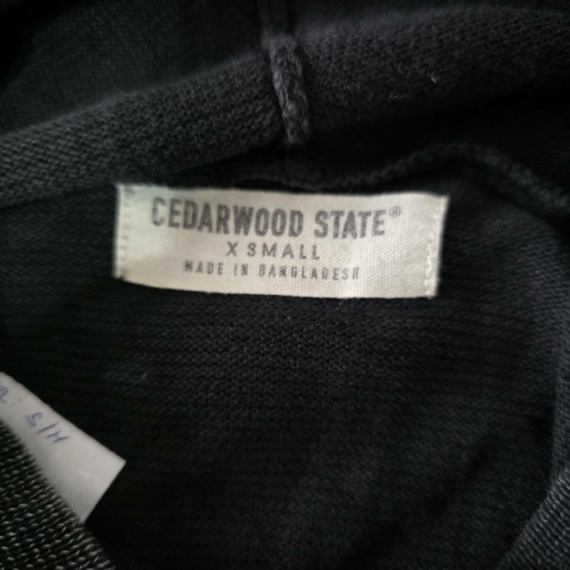 CEDARWOOD STATE®
X SMALL
MADE IN BANGLADESH
S/H